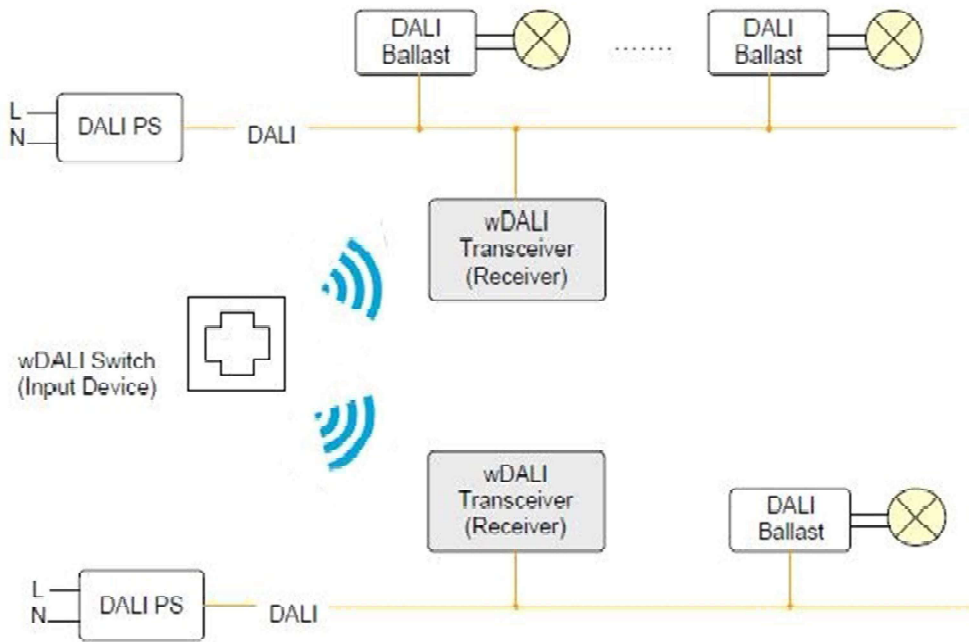 DALI
Ballast
.......
DALI
Ballast
L
N
DALI PS
DALI
wDALI
Transceiver
(Receiver)
wDALI Switch
(Input Device)
wDALI
Transceiver
(Receiver)
DALI
Ballast
L
N
DALI PS
DALI